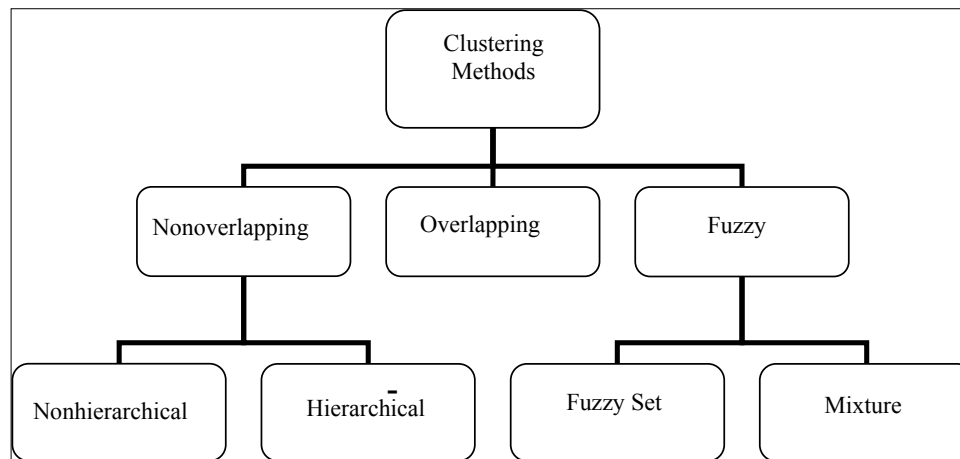 Clustering
Methods
Nonoverlapping
Overlapping
Fuzzy
Nonhierarchical
Hierarchical
Fuzzy Set
Mixture